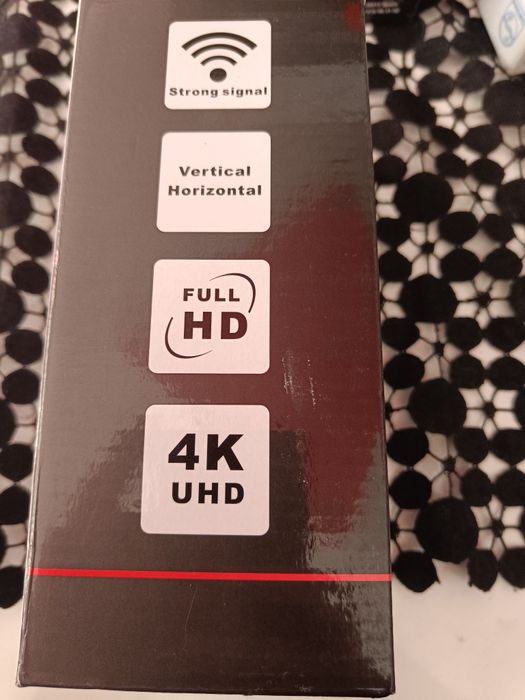 Strong signal
Vertical
Horizontal
FULL
HD
4K
UHD